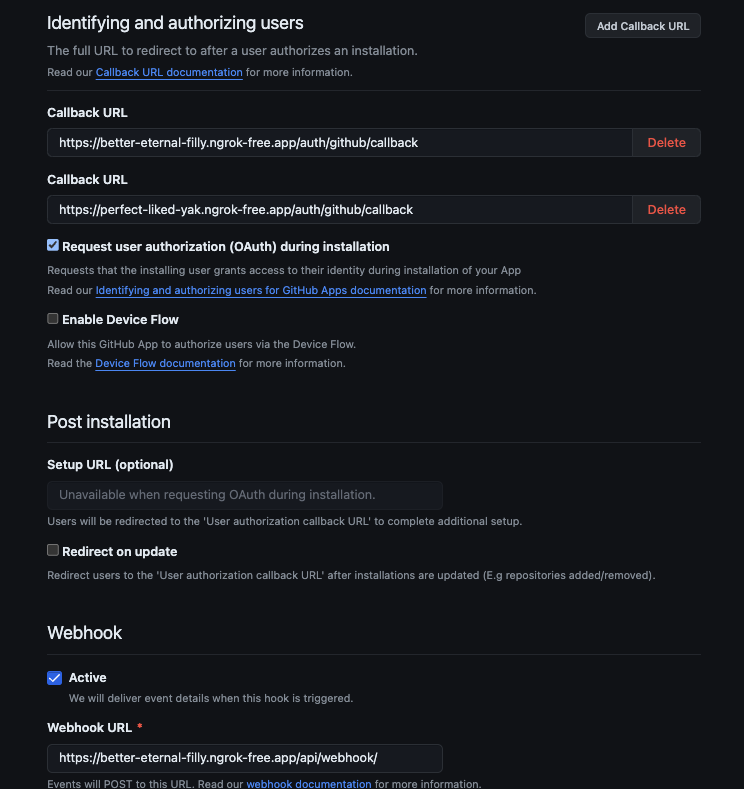 Identifying and authorizing users
Add Callback URL
The full URL to redirect to after a user authorizes an installation.
Read our Callback URL documentation for more information.
Callback URL
https://better-eternal-filly.ngrok-free.app/auth/github/callback
Delete
Callback URL
https://perfect-liked-yak.ngrok-free.app/auth/github/callback
Delete
Request user authorization (OAuth) during installation
Requests that the installing user grants access to their identity during installation of your App
Read our Identifying and authorizing users for GitHub Apps documentation for more information.
Enable Device Flow
Allow this GitHub App to authorize users via the Device Flow.
Read the Device Flow documentation for more information.
Post installation
Setup URL (optional)
Unavailable when requesting OAuth during installation.
Users will be redirected to the 'User authorization callback URL' to complete additional setup.
Redirect on update
Redirect users to the 'User authorization callback URL' after installations are updated (E.g repositories added/removed).
Webhook
Active
We will deliver event details when this hook is triggered.
Webhook URL *
https://better-eternal-filly.ngrok-free.app/api/webhook/
Events will POST to this URL. Read our webhook documentation for more information.